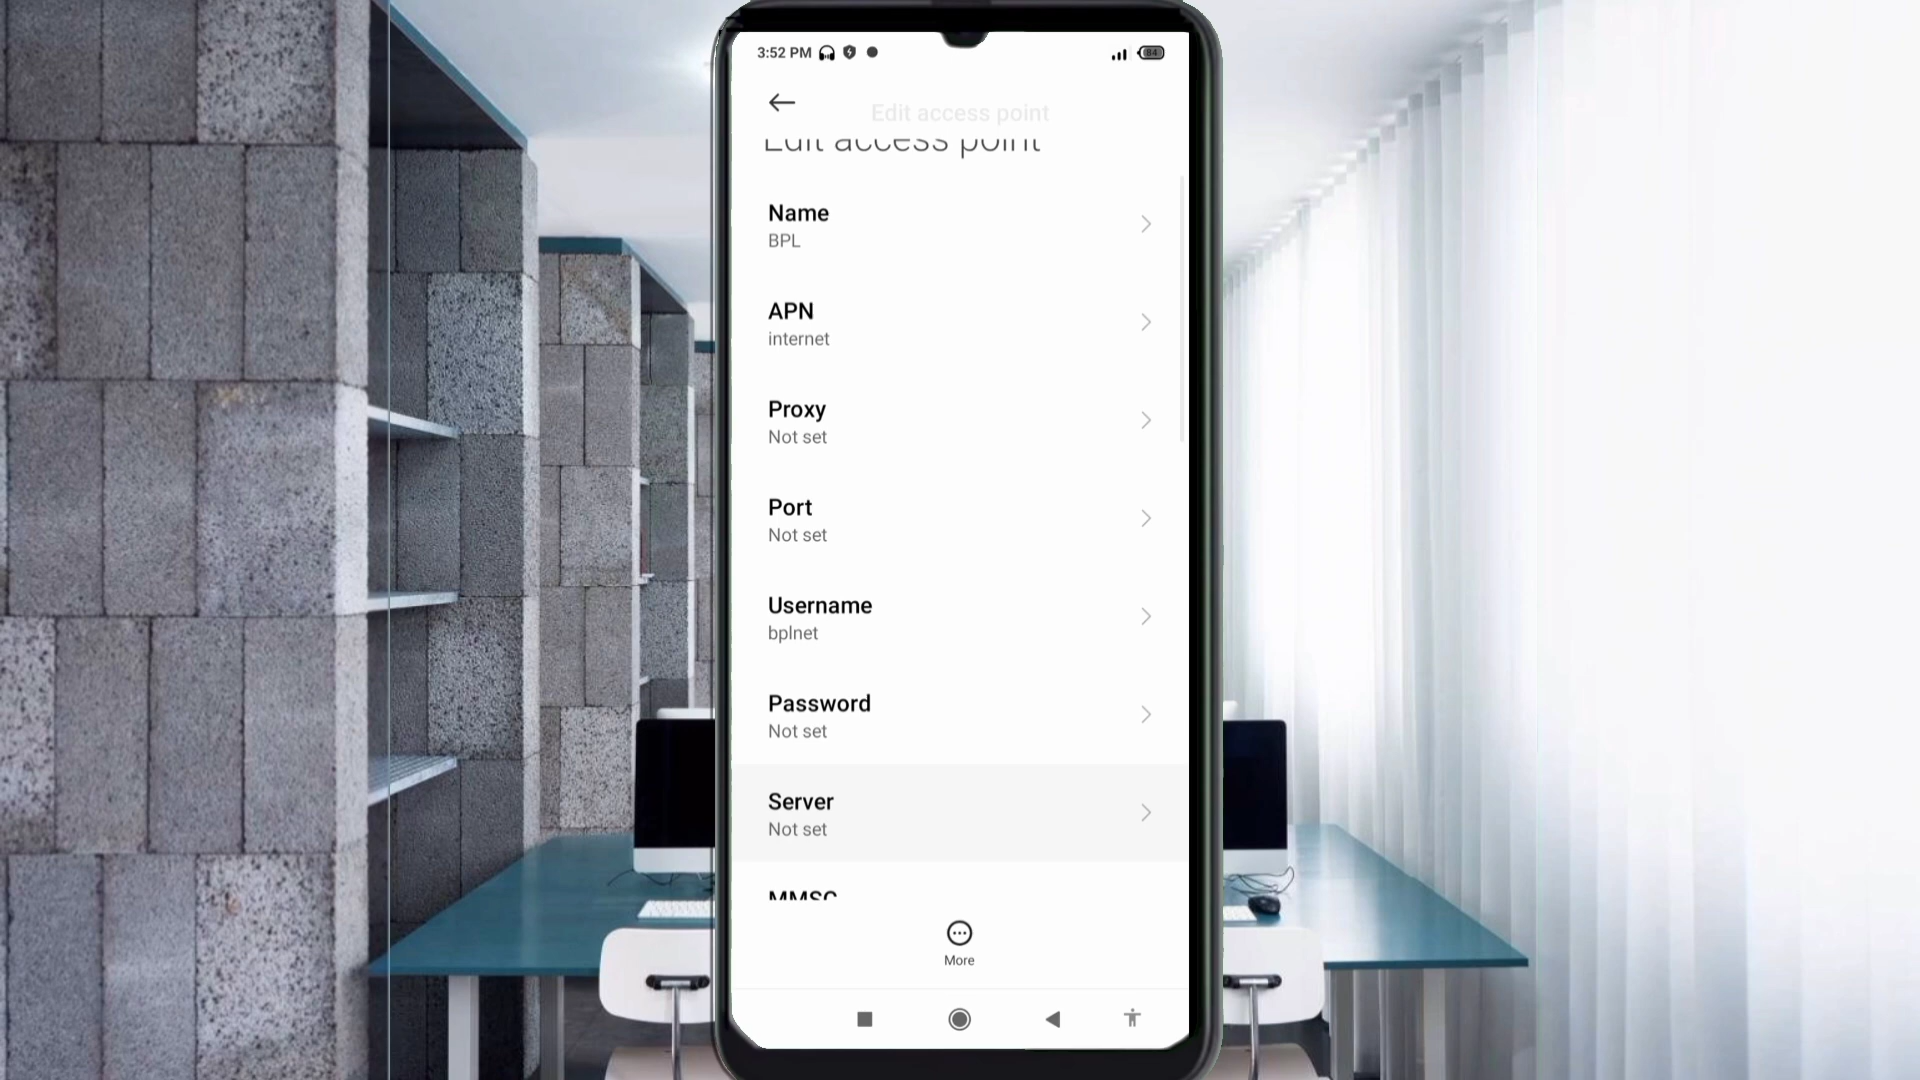 3:52 PM
84
Edit access point
Edit access point
Name
BPL
APN
internet
Proxy
Not set
Port
Not set
Username
bplnet
Password
Not set
Server
Not set
MMSC
More